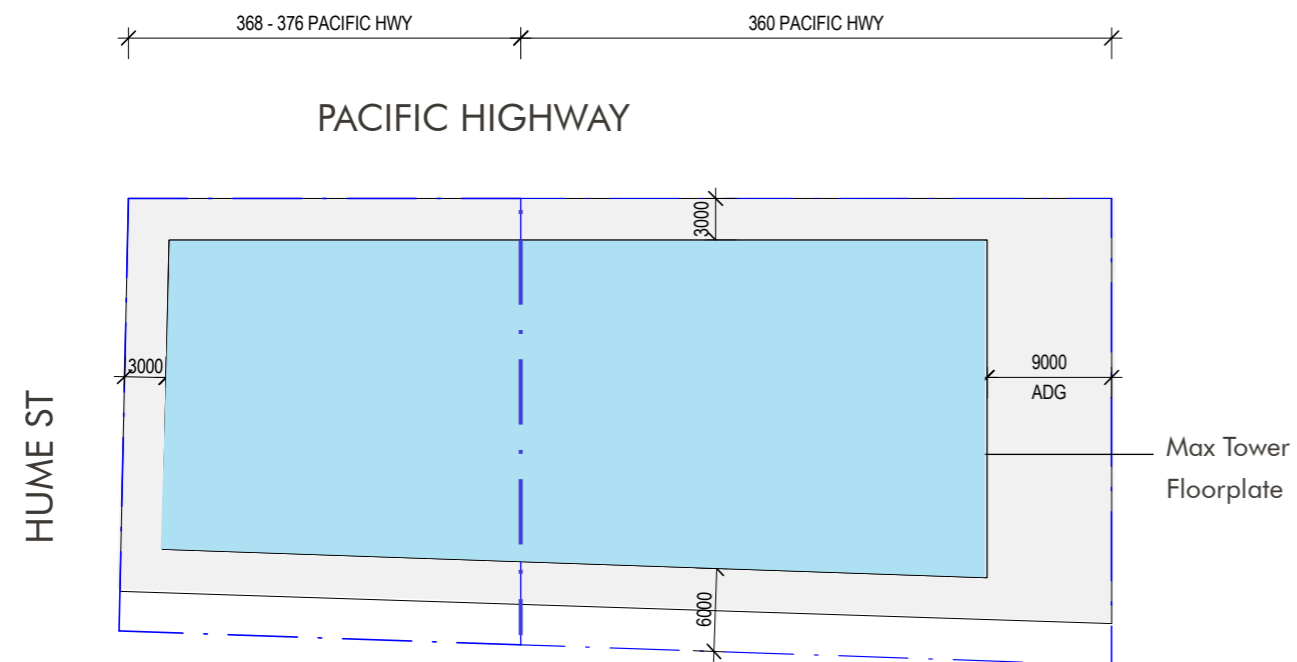 368 - 376 PACIFIC HWY
360 PACIFIC HWY
PACIFIC HIGHWAY
3000
3000
9000
ADG
HUME ST
Max Tower
Floorplate
6000